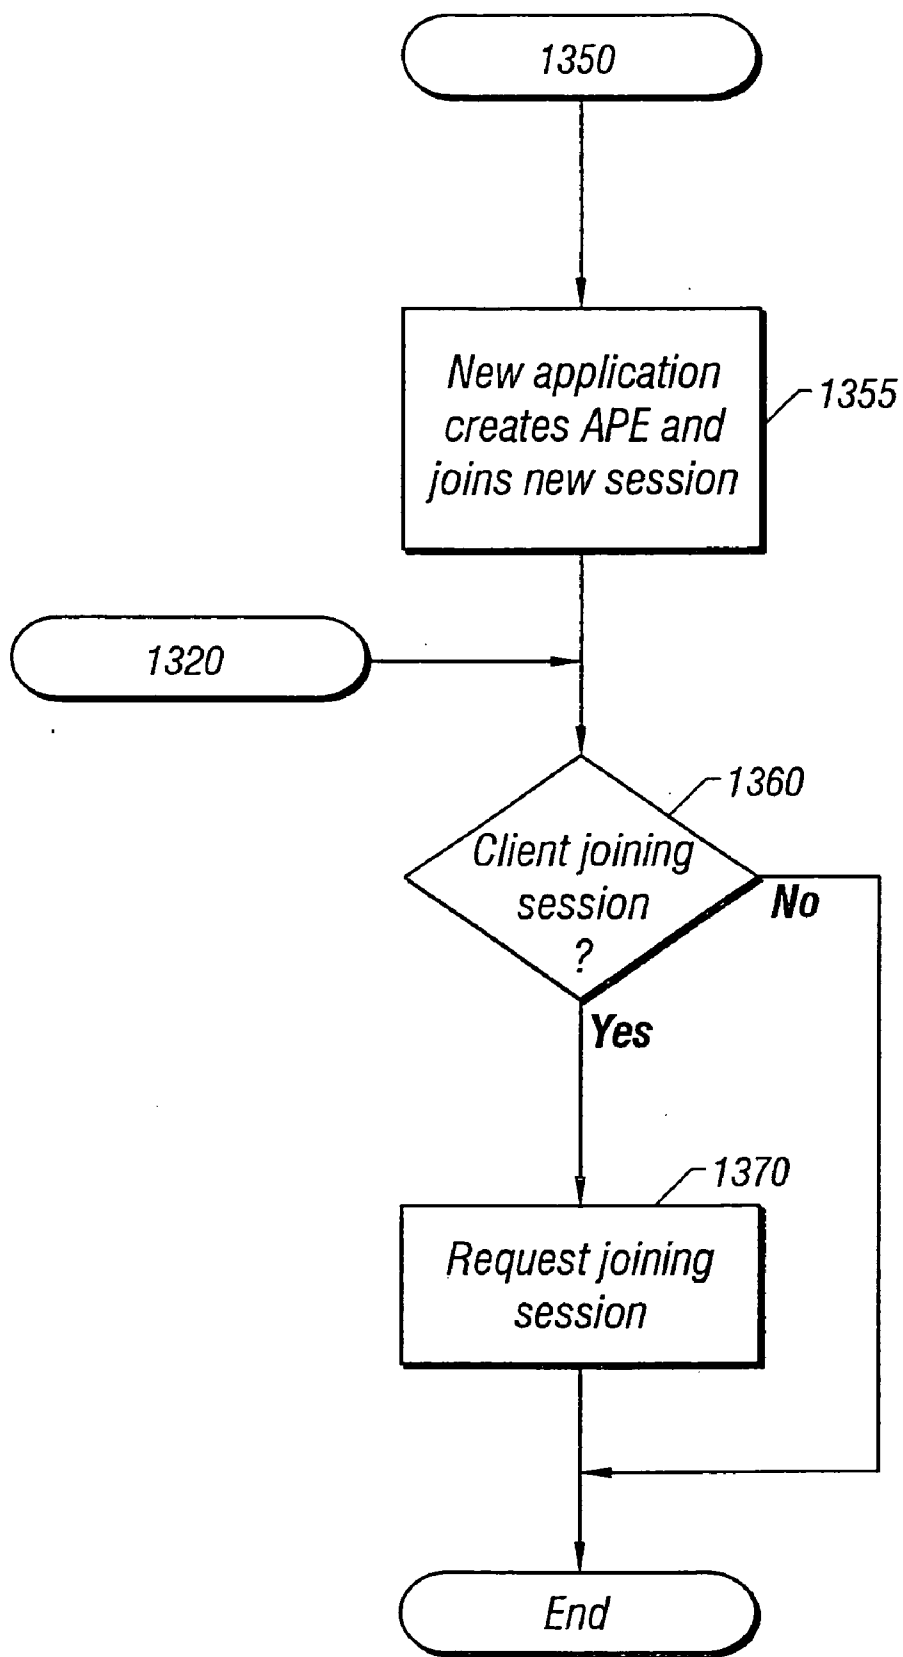 1350
New application
creates APE and
joins new session
1355
1320
1360
Client joining
session
?
No
Yes
1370
Request joining
session
End